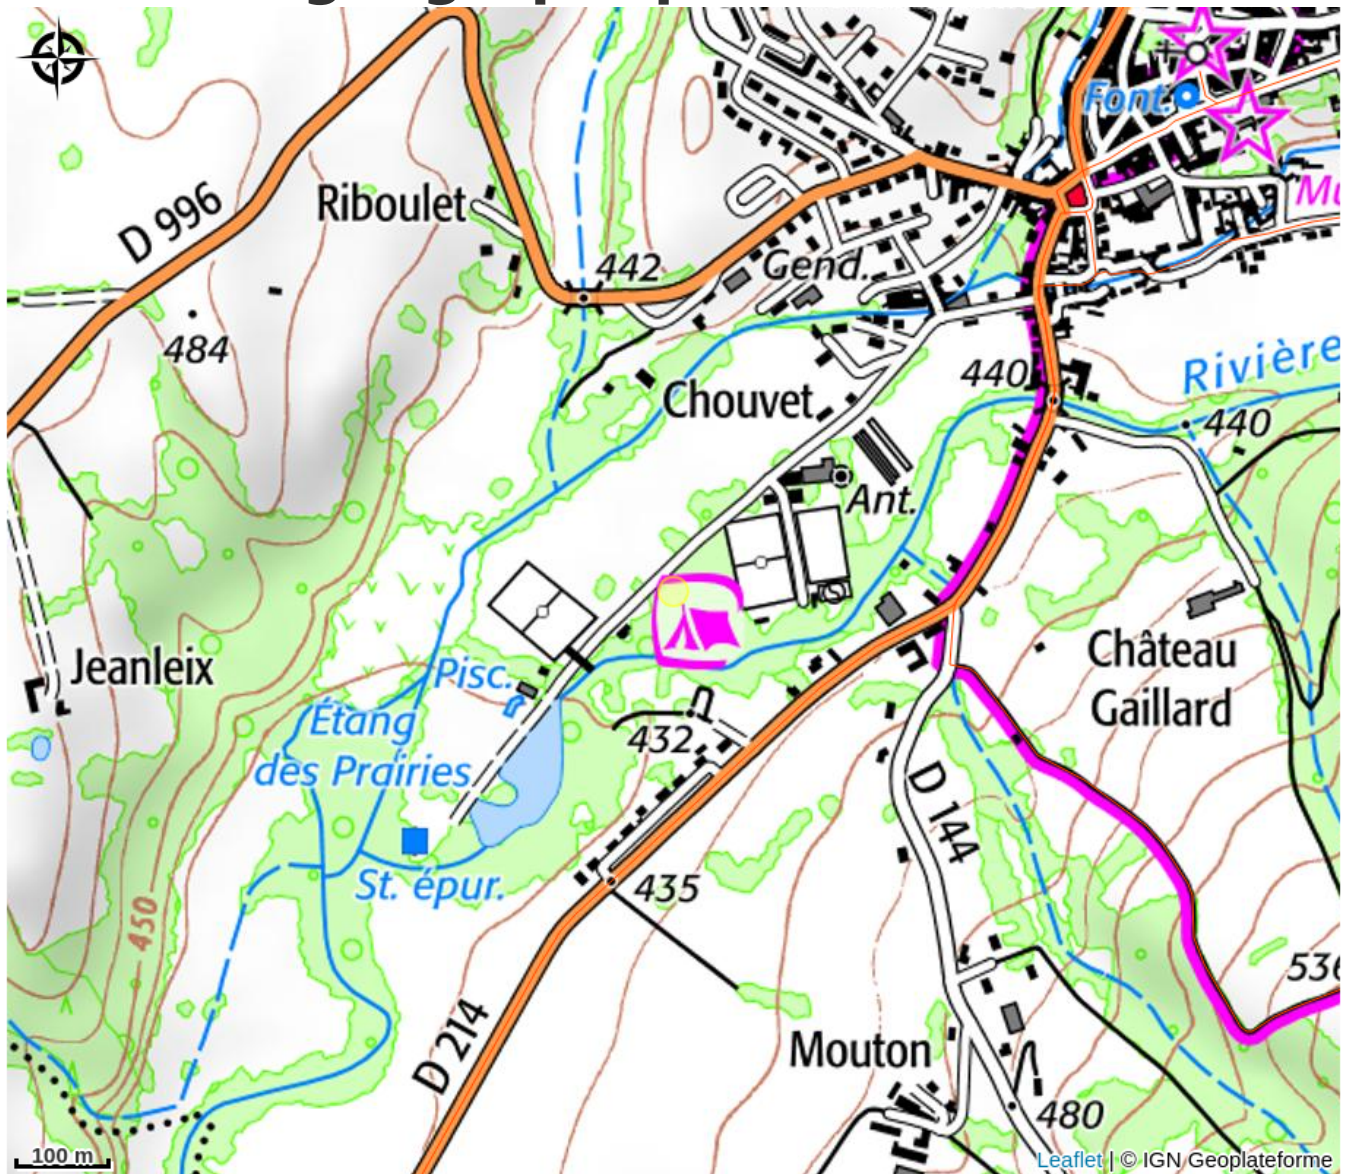 Font.
Riboulet
D 996
442
Gend.
484
Chouvet
440
Rivière
440
Ant.
Jeanleix
Pisc.
Étang
des Prairies
432
Château
Gaillard
D 144
St. épur.
435
450
536
D 214
Mouton
480
100 m
Leaflet | © IGN Geoplateforme